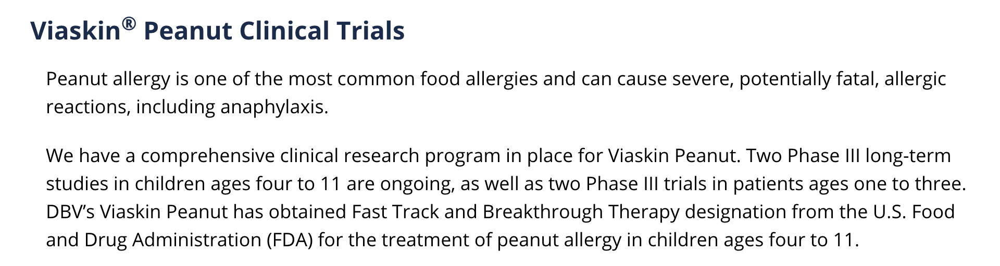 Viaskin® Peanut Clinical Trials
Peanut allergy is one of the most common food allergies and can cause severe, potentially fatal, allergic
reactions, including anaphylaxis.
We have a comprehensive clinical research program in place for Viaskin Peanut. Two Phase III long-term
studies in children ages four to 11 are ongoing, as well as two Phase III trials in patients ages one to three.
DBV’s Viaskin Peanut has obtained Fast Track and Breakthrough Therapy designation from the U.S. Food
and Drug Administration (FDA) for the treatment of peanut allergy in children ages four to 11.